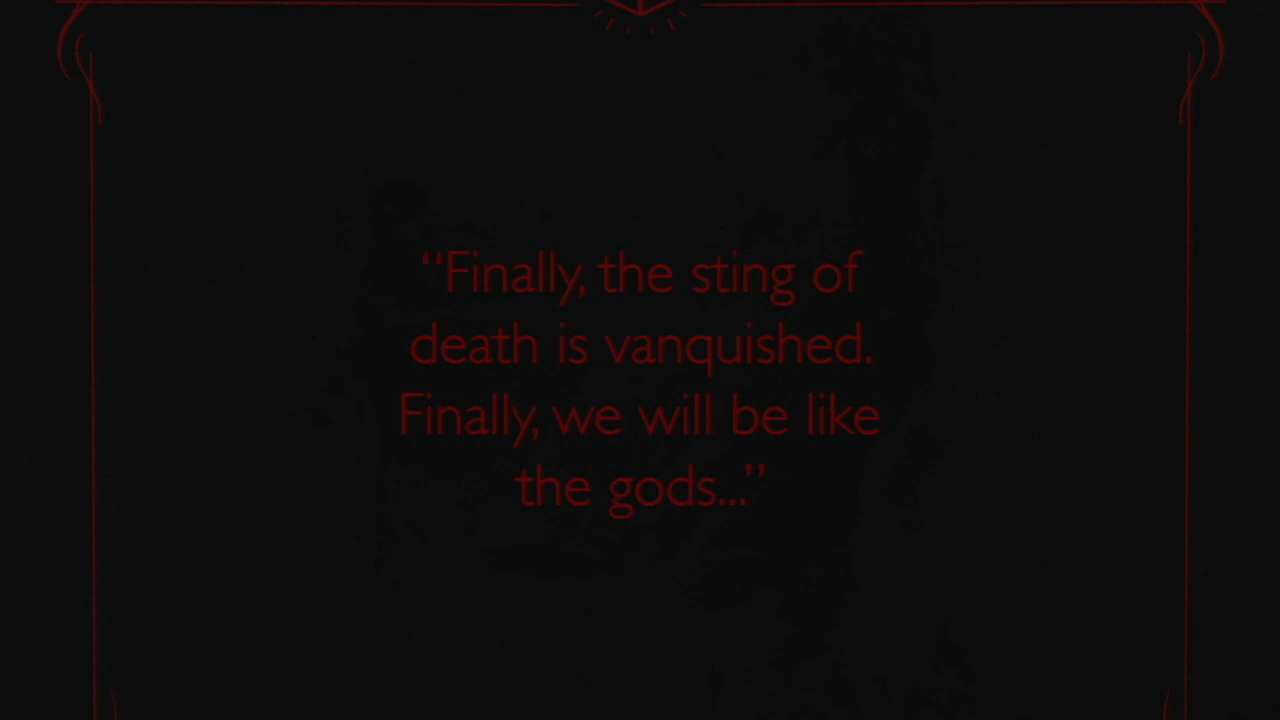 “Finally, the sting of
death is vanquished.
Finally, we will be like
the gods...”